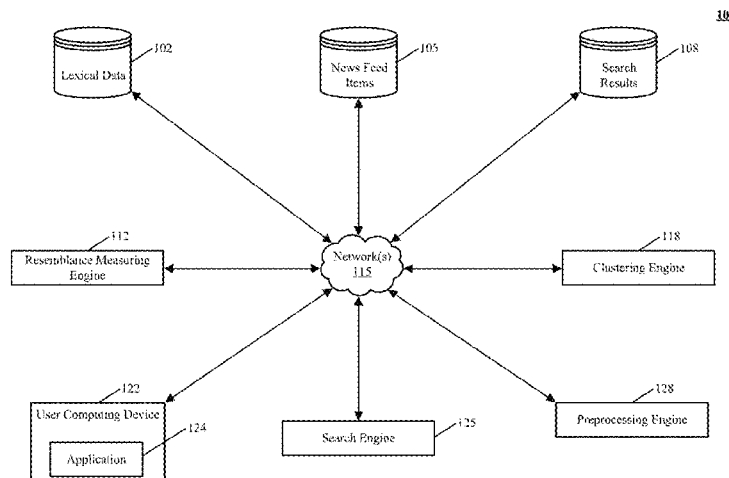 10
102
105
108
Lexical Data
News Feed
Items
Search
Results
112
118
Resemblance Measuring
Engine
Network(s)
115
Clustering Engine
122
128
User Computing Device
124
125
Preprocessing Engine
Search Engine
Application